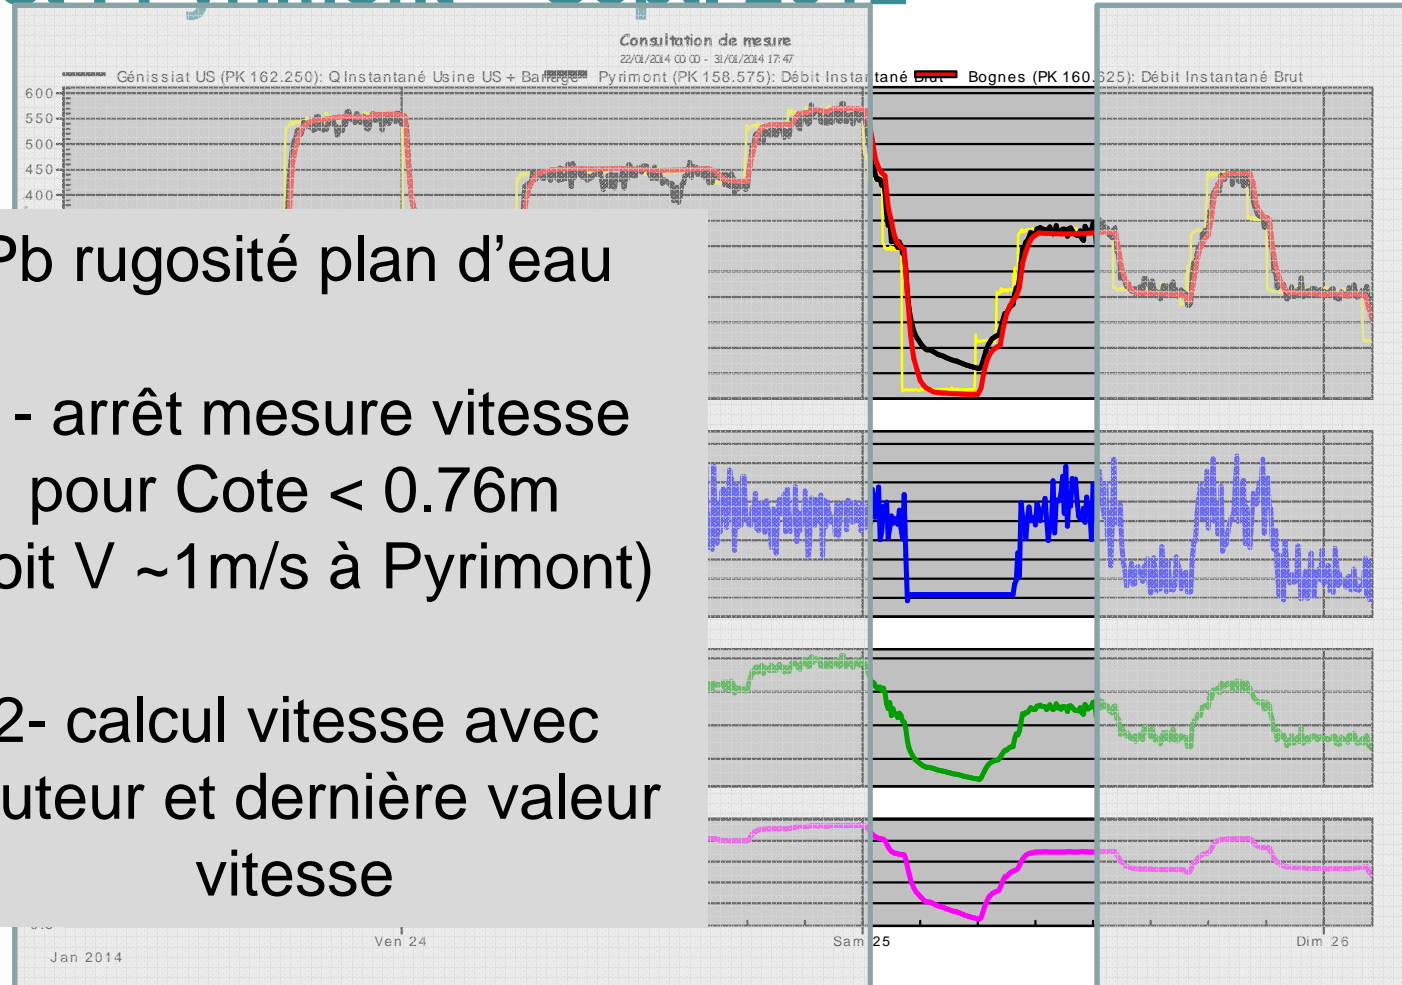 Consultation de mesure
22/01/2014 00:00 - 31/01/2014 17:47
Génissiat US (PK 162.250): Q Instantané Usine US + Barrage Pyrimont (PK 158.575): Débit Instantané Brut Bognes (PK 160.625): Débit Instantané Brut
600
550
500
450
400
Pb rugosité plan d’eau
- arrêt mesure vitesse
pour Cote < 0.76m
oit V ~1m/s à Pyrimont)
2- calcul vitesse avec
uteur et dernière valeur
vitesse
Ven 24 Sam 25 Dim 26
Jan 2014